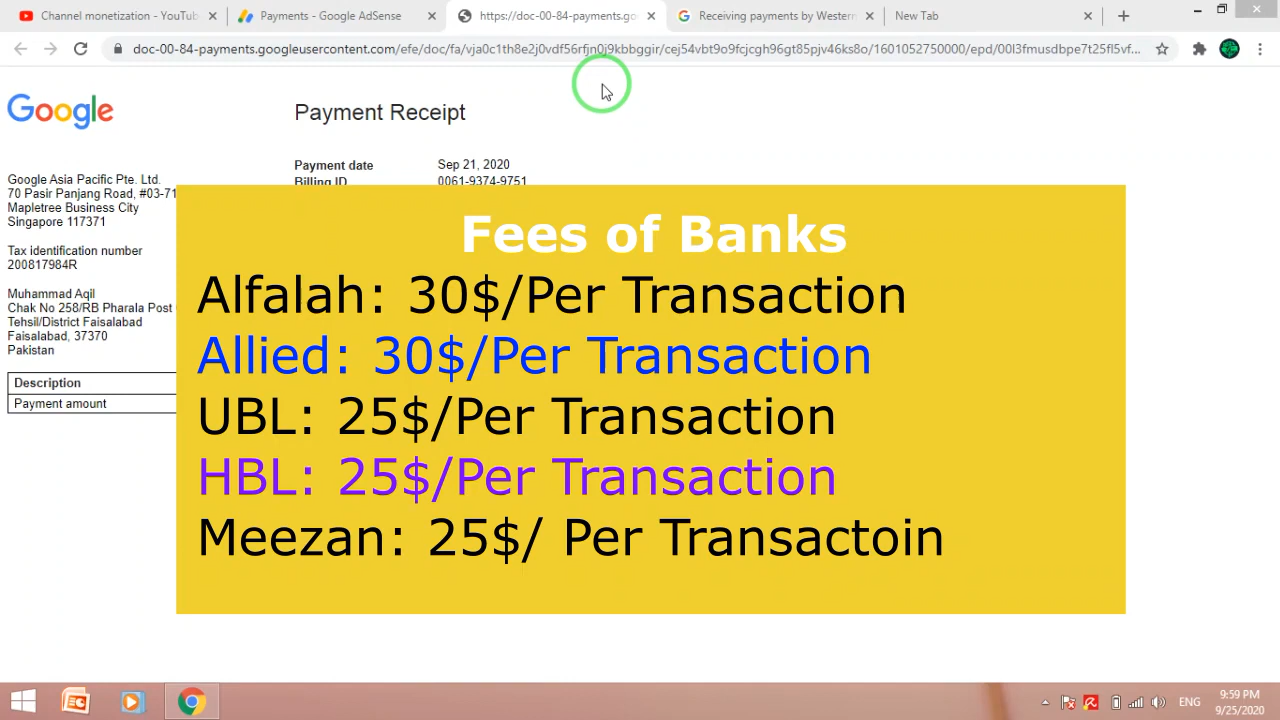 Channel monetization - YouTub
Payments - Google AdSense
https://doc-00-84-payments.go
Receiving payments by Western
New Tab
doc-00-84-payments.googleusercontent.com/efe/doc/fa/vja0c1th8e2j0vdf56rfjn0j9kbbggir/cej54vbt9o9fcjcgh96gt85pjv46ks8o/1601052750000/epd/00l3fmusdbpe7t25fl5vf...
Google
Payment Receipt
Payment date Sep 21, 2020
Billing ID 0061-9374-9751
Google Asia Pacific Pte. Ltd.
70 Pasir Panjang Road, #03-71
Mapletree Business City
Singapore 117371
Tax identification number
200817984R
Muhammad Aqil
Chak No 258/RB Pharala Post
Tehsil/District Faisalabad
Faisalabad, 37370
Pakistan
Description
Payment amount
Fees of Banks
Alfalah: 30$/Per Transaction
Allied: 30$/Per Transaction
UBL: 25$/Per Transaction
HBL: 25$/Per Transaction
Meezan: 25$/ Per Transactoin
ENG
9:59 PM
9/25/2020